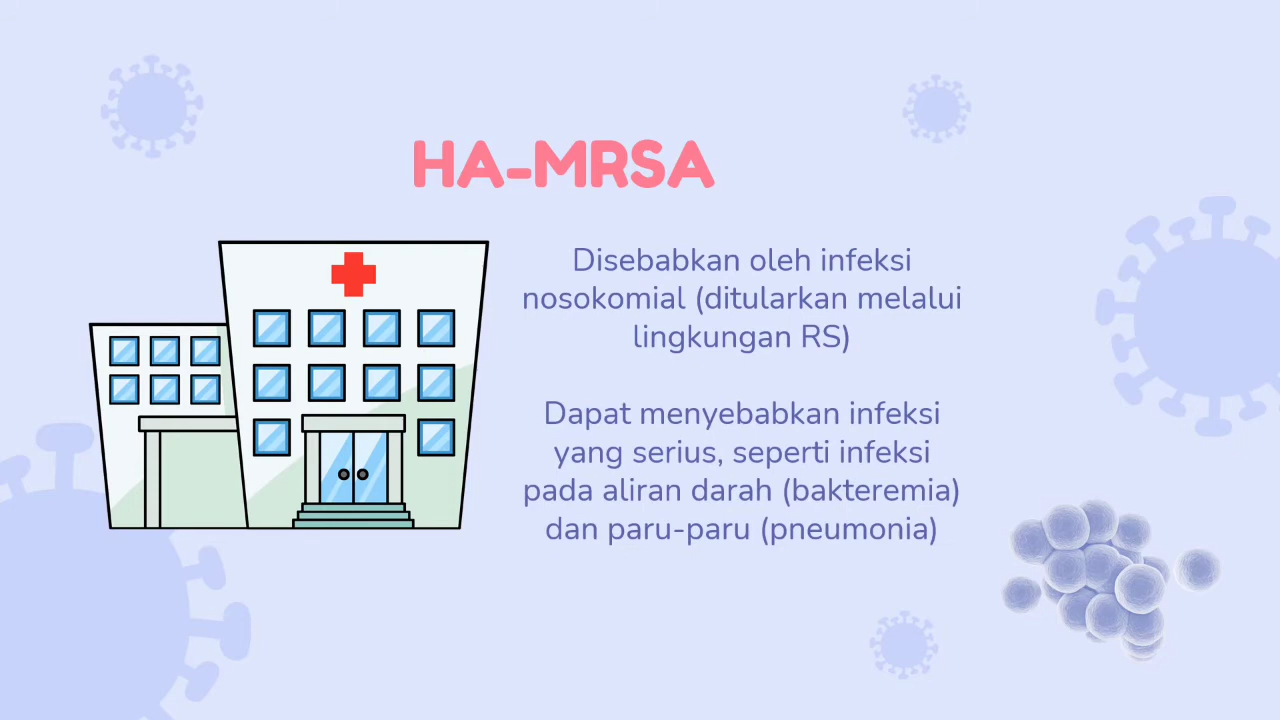 HA-MRSA
Disebabkan oleh infeksi
nosokomial (ditularkan melalui
lingkungan RS)
Dapat menyebabkan infeksi
yang serius, seperti infeksi
pada aliran darah (bakteremia)
dan paru-paru (pneumonia)